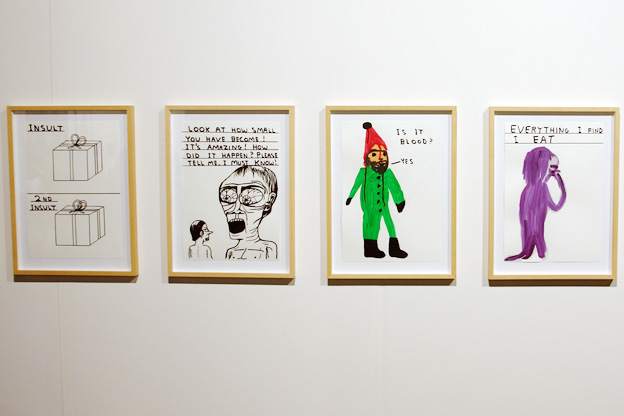 INSULT
2ND
INSULT
LOOK AT HOW SMALL
YOU HAVE BECOME!
IT'S AMAZING! HOW
DID IT HAPPEN? PLEASE
TELL ME. I MUST KNOW!
IS IT
BLOOD?
YES
EVERYTHING I FIND
I EAT